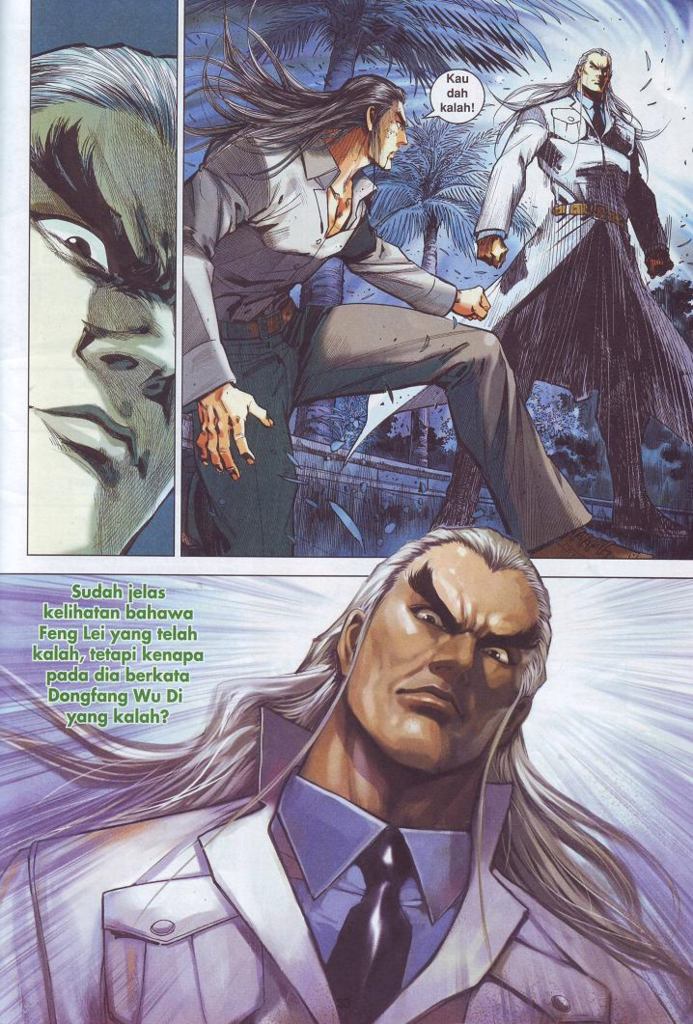 Kau
dah
kalah!
Sudah jelas
kelihatan bahawa
Feng Lei yang telah
kalah, tetapi kenapa
pada dia berkata
Dongfang Wu Di
yang kalah?